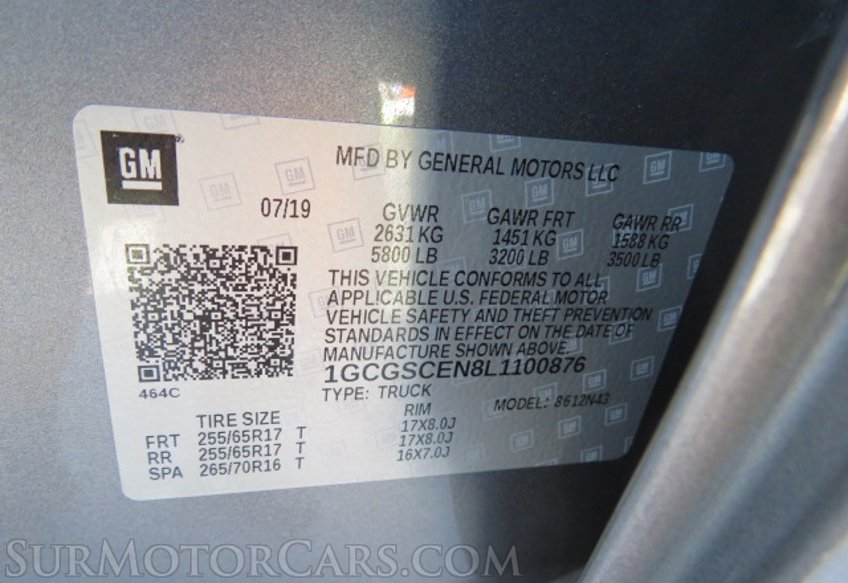 GM
MFD BY GENERAL MOTORS LLC
07/19
GVWR GAWR FRT GAWR RR
2631 KG 1451 KG 1588 KG
5800 LB 3200 LB 3500 LB
THIS VEHICLE CONFORMS TO ALL
APPLICABLE U.S. FEDERAL MOTOR
VEHICLE SAFETY AND THEFT PREVENTION
STANDARDS IN EFFECT ON THE DATE OF
MANUFACTURE SHOWN ABOVE.
1GCGSCEN8L1100876
464C
TYPE: TRUCK MODEL: 8612N43
TIRE SIZE RIM
FRT 255/65R17 T 17X8.0J
RR 255/65R17 T 17X8.0J
SPA 265/70R16 T 16X7.0J
SURMOTORCARS.COM